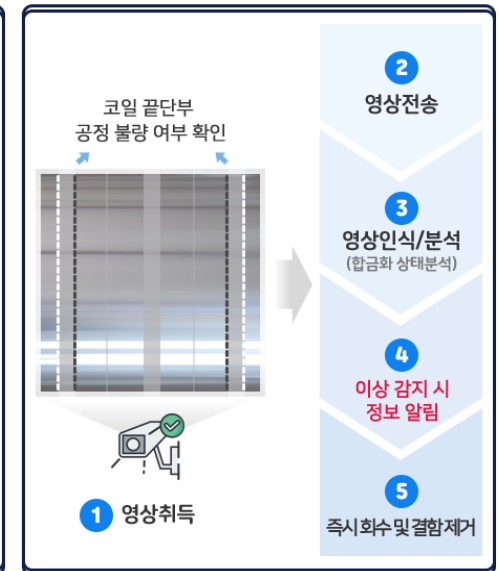 코일 끝단부
공정 불량 여부 확인
1 영상취득
2
영상전송
3
영상인식/분석
(합금화 상태분석)
4
이상 감지 시
정보 알림
5
즉시 회수 및 결함 제거